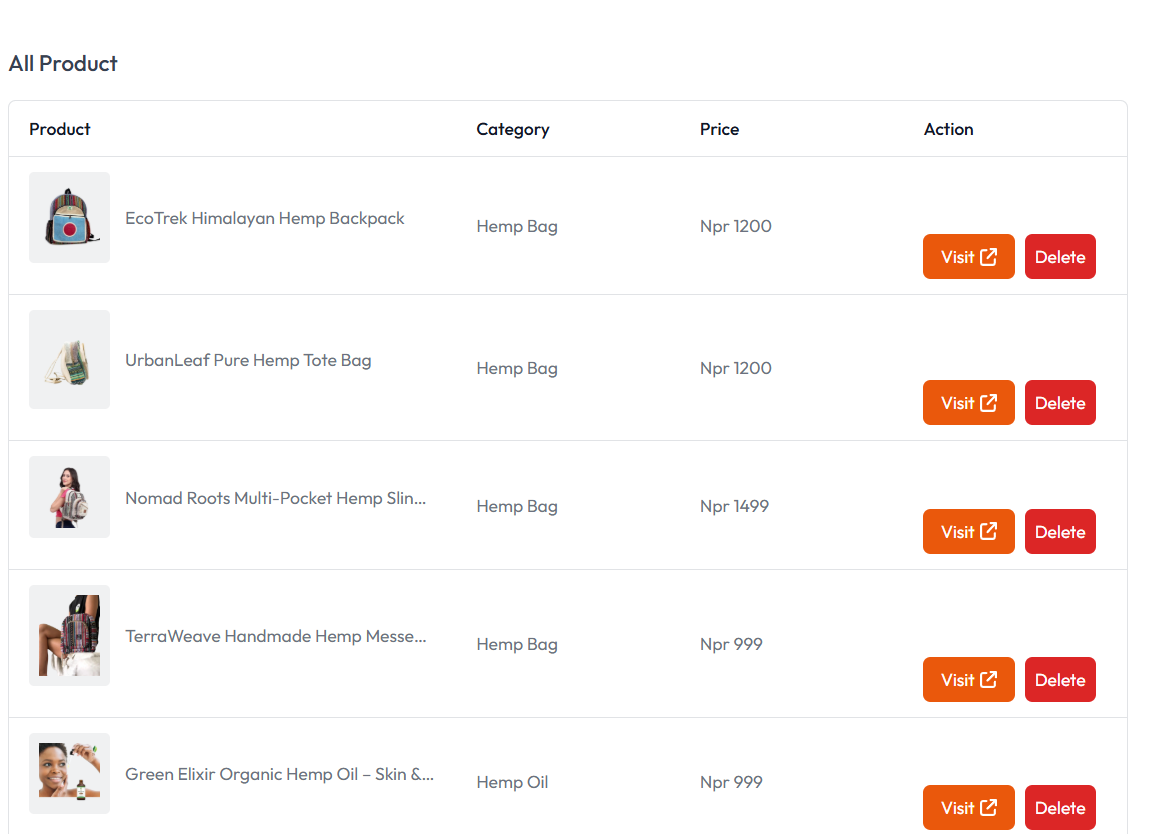 All Product
Product Category Price Action
EcoTrek Himalayan Hemp Backpack Hemp Bag Npr 1200 Visit Delete
UrbanLeaf Pure Hemp Tote Bag Hemp Bag Npr 1200 Visit Delete
Nomad Roots Multi-Pocket Hemp Slin... Hemp Bag Npr 1499 Visit Delete
TerraWeave Handmade Hemp Messe... Hemp Bag Npr 999 Visit Delete
Green Elixir Organic Hemp Oil – Skin &... Hemp Oil Npr 999 Visit Delete